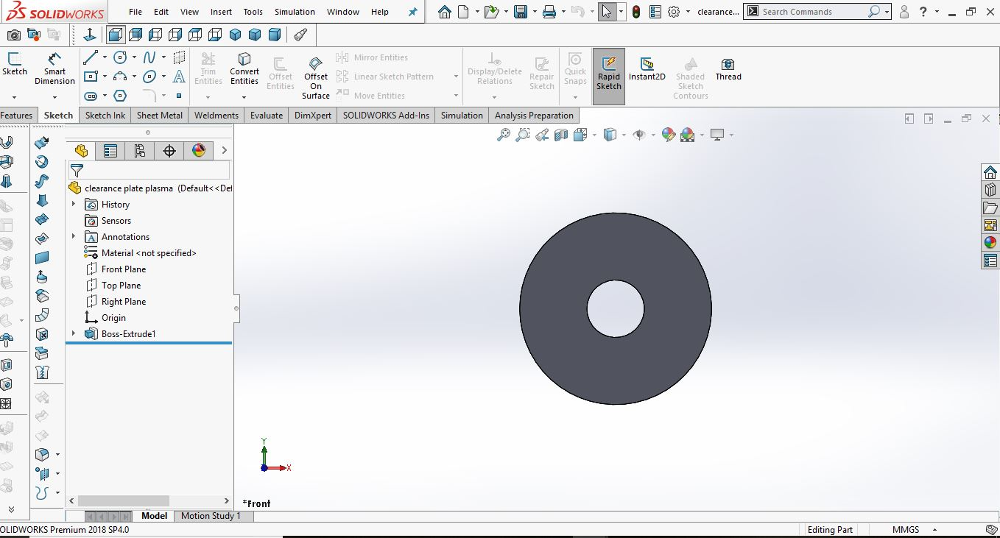 SOLIDWORKS File Edit View Insert Tools Simulation Window Help clearance... Search Commands ?
Sketch Smart Dimension Trim Entities Convert Entities Offset Entities Offset On Surface Mirror Entities Linear Sketch Pattern Move Entities Display/Delete Relations Repair Sketch Quick Snaps Rapid Sketch Instant2D Shaded Sketch Contours Thread
Features Sketch Sketch Ink Sheet Metal Weldments Evaluate DimXpert SOLIDWORKS Add-Ins Simulation Analysis Preparation
clearance plate plasma (Default<<Def
History
Sensors
A Annotations
Material <not specified>
Front Plane
Top Plane
Right Plane
Origin
Boss-Extrude1
Y
X
*Front
Model Motion Study 1
OLIDWORKS Premium 2018 SP4.0 Editing Part MMGS